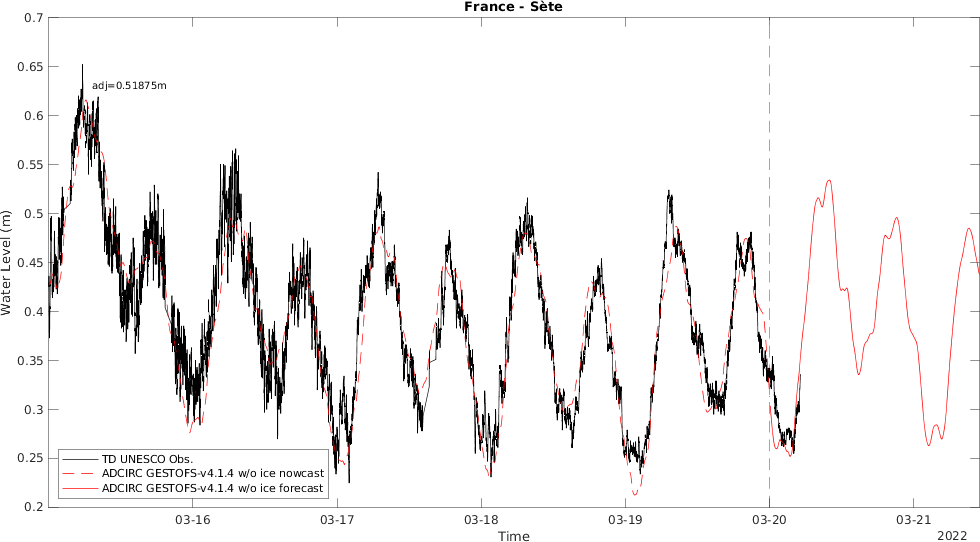 France - Sète
0.7
0.65
0.6
0.55
0.5
0.45
0.4
0.35
0.3
0.25
0.2
Water Level (m)
adj=0.51875m
TD UNESCO Obs.
ADCIRC GESTOFS-v4.1.4 w/o ice nowcast
ADCIRC GESTOFS-v4.1.4 w/o ice forecast
03-16
03-17
03-18
03-19
03-20
03-21
Time
2022